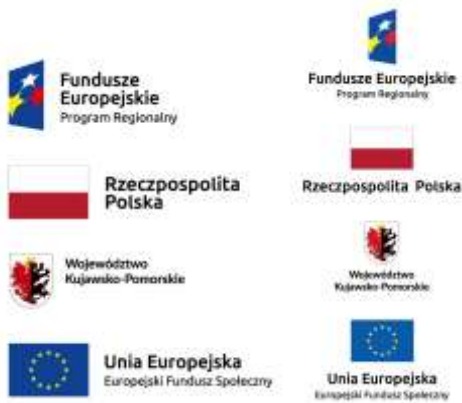 Fundusze
Europejskie
Program Regionalny
Fundusze Europejskie
Program Regionalny
Rzeczpospolita
Polska
Rzeczpospolita Polska
Województwo
Kujawsko-Pomorskie
Województwo
Kujawsko-Pomorskie
Unia Europejska
Europejski Fundusz Społeczny
Unia Europejska
Europejski Fundusz Społeczny